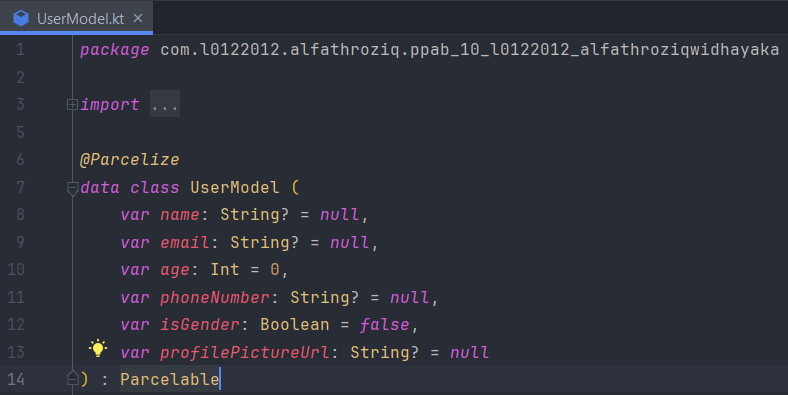 UserModel.kt
1 package com.l0122012.alfathroziq.ppab_10_l0122012_alfathroziqwidhayaka
2
3 import ...
5
6 @Parcelize
7 data class UserModel (
8 var name: String? = null,
9 var email: String? = null,
10 var age: Int = 0,
11 var phoneNumber: String? = null,
12 var isGender: Boolean = false,
13 var profilePictureUrl: String? = null
14 ) : Parcelable